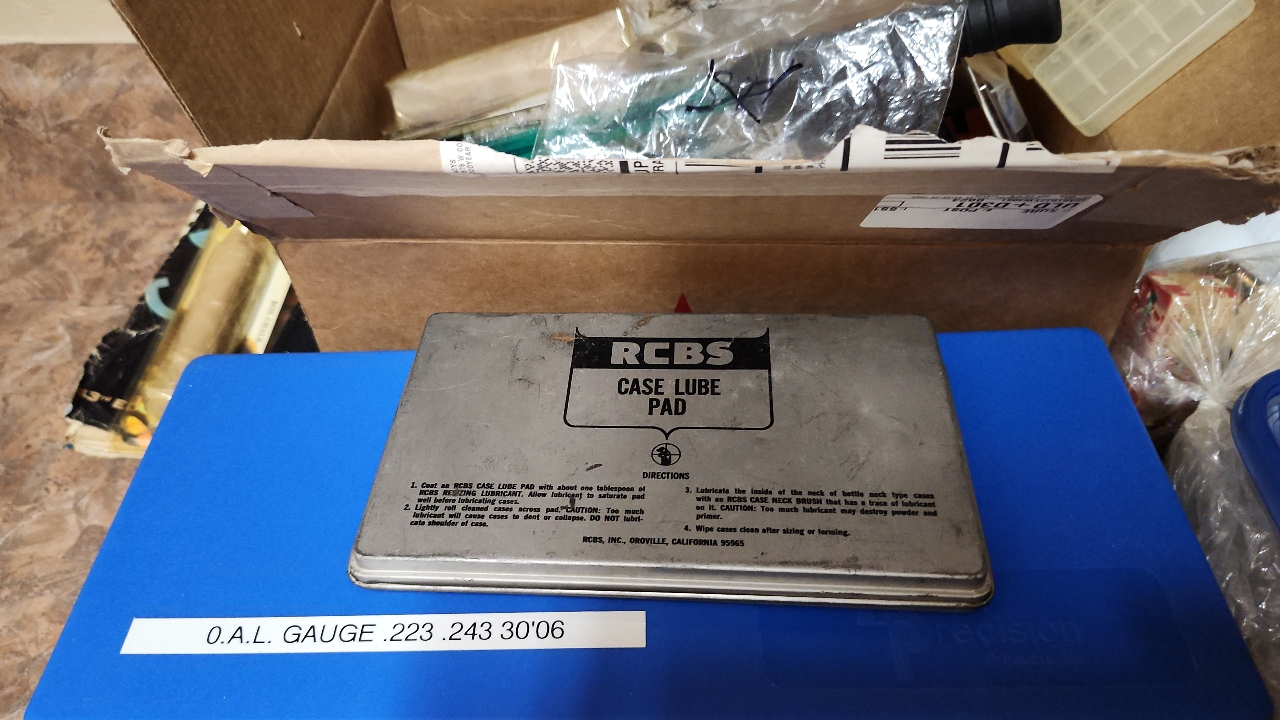 RCBS
CASE LUBE
PAD
DIRECTIONS
1. Coat an RCBS CASE LUBE PAD with about one tablespoon of
RCBS RESIZING LUBRICANT. Allow lubricant to saturate pad
well before lubricating cases.
2. Lightly roll cleaned cases across pad. CAUTION: Too much
lubricant will cause cases to dent or collapse. DO NOT lubri-
cate shoulder of case.
3. Lubricate the inside of the neck of bottle neck type cases
with an RCBS CASE NECK BRUSH that has a trace of lubricant
on it. CAUTION: Too much lubricant may destroy powder and
primer.
4. Wipe cases clean after sizing or forming.
RCBS, INC., OROVILLE, CALIFORNIA 95965
O.A.L. GAUGE .223 .243 30'06
Precision